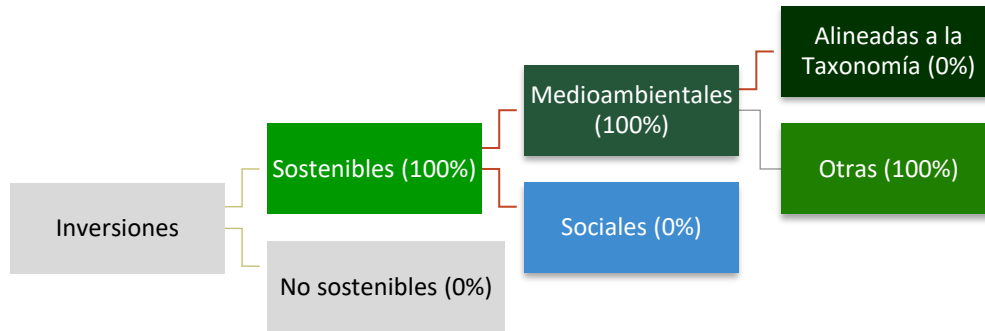 Inversiones
Sostenibles (100%)
No sostenibles (0%)
Medioambientales
(100%)
Sociales (0%)
Alineadas a la
Taxonomía (0%)
Otras (100%)